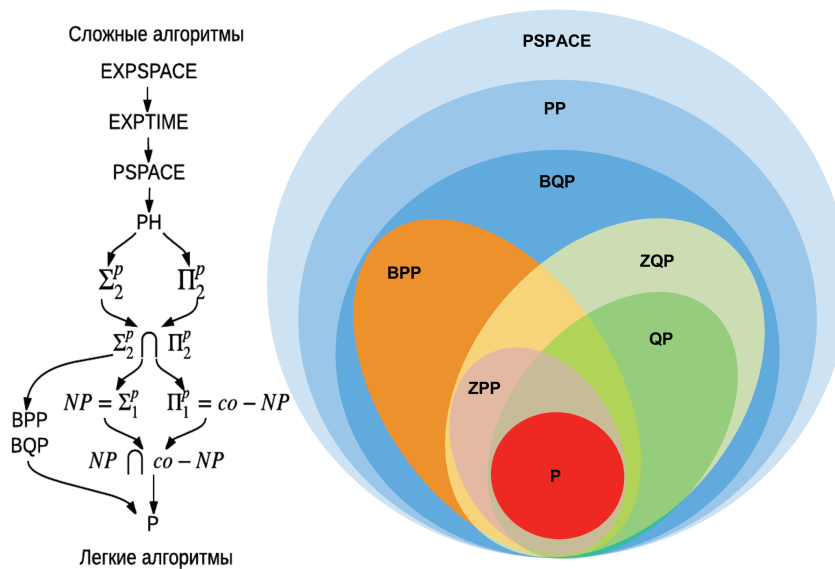 Сложные алгоритмы
EXPSPACE
EXPTIME
PSPACE
PH
Σ₂ᵖ Π₂ᵖ
Σ₂ᵖ ⋂ Π₂ᵖ
NP = Σ₁ᵖ Π₁ᵖ = co − NP
BPP
BQP
NP ⋂ co − NP
P
Легкие алгоритмы
PSPACE
PP
BQP
BPP
ZQP
QP
ZPP
P